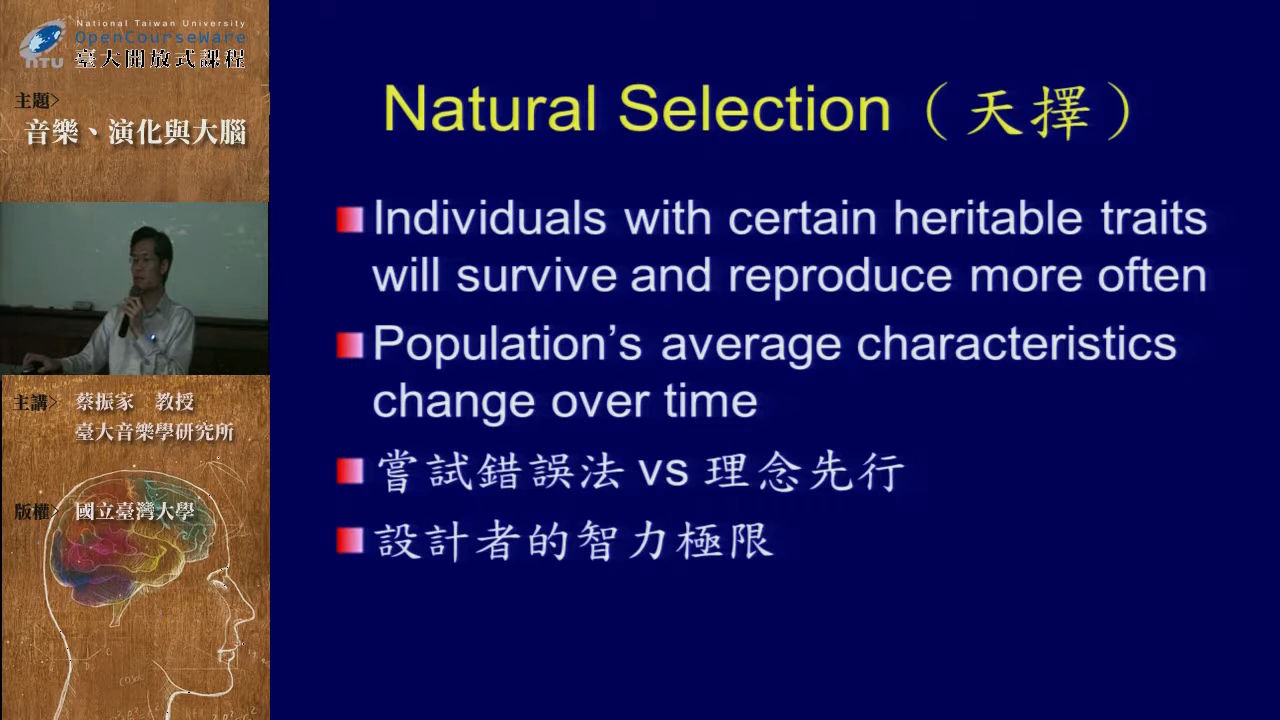 National Taiwan University
OpenCourseWare
NTU
臺大開放式課程
主題>
音樂、演化與大腦
主講> 蔡振家 教授
臺大音樂學研究所
版權> 國立臺灣大學
Natural Selection（天擇）
Individuals with certain heritable traits
will survive and reproduce more often
Population’s average characteristics
change over time
嘗試錯誤法 vs 理念先行
設計者的智力極限